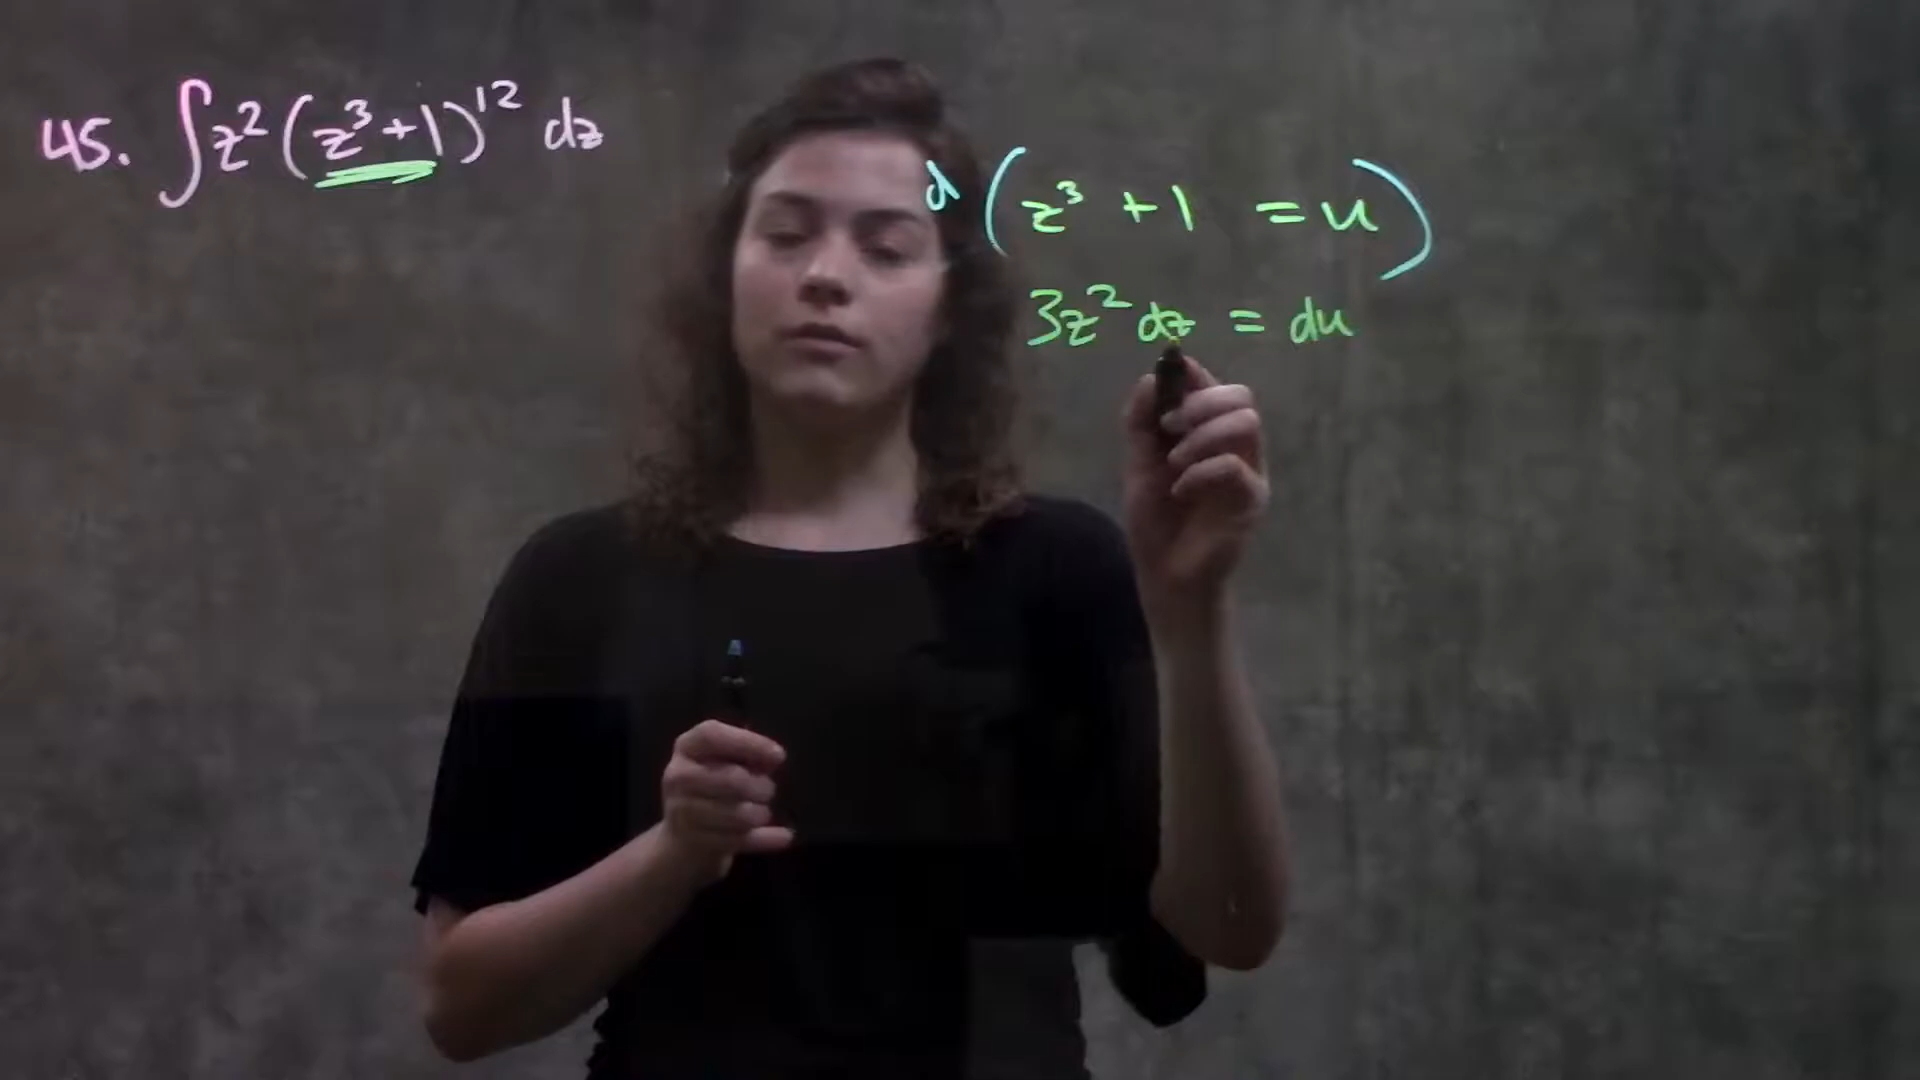 45. ∫z²(z³+1)¹² dz
d(z³ +1 = u)
3z² dz = du